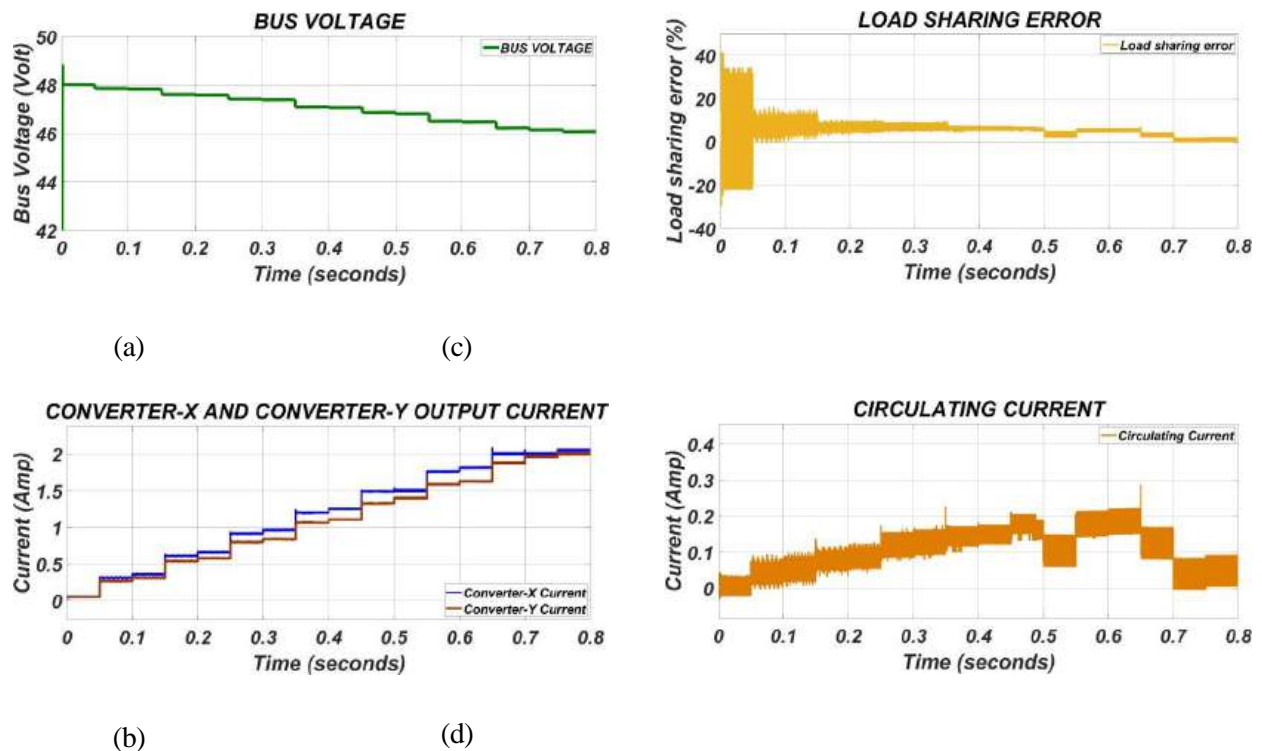 BUS VOLTAGE
BUS VOLTAGE
Bus Voltage (Volt)
50
48
46
44
42
0 0.1 0.2 0.3 0.4 0.5 0.6 0.7 0.8
Time (seconds)
LOAD SHARING ERROR
Load sharing error
Load sharing error (%)
40
20
0
-20
-40
0 0.1 0.2 0.3 0.4 0.5 0.6 0.7 0.8
Time (seconds)
(a) (c)
CONVERTER-X AND CONVERTER-Y OUTPUT CURRENT
Current (Amp)
2
1.5
1
0.5
0
Converter-X Current
Converter-Y Current
0 0.1 0.2 0.3 0.4 0.5 0.6 0.7 0.8
Time (seconds)
CIRCULATING CURRENT
Circulating Current
Current (Amp)
0.4
0.3
0.2
0.1
0
0 0.1 0.2 0.3 0.4 0.5 0.6 0.7 0.8
Time (seconds)
(b) (d)